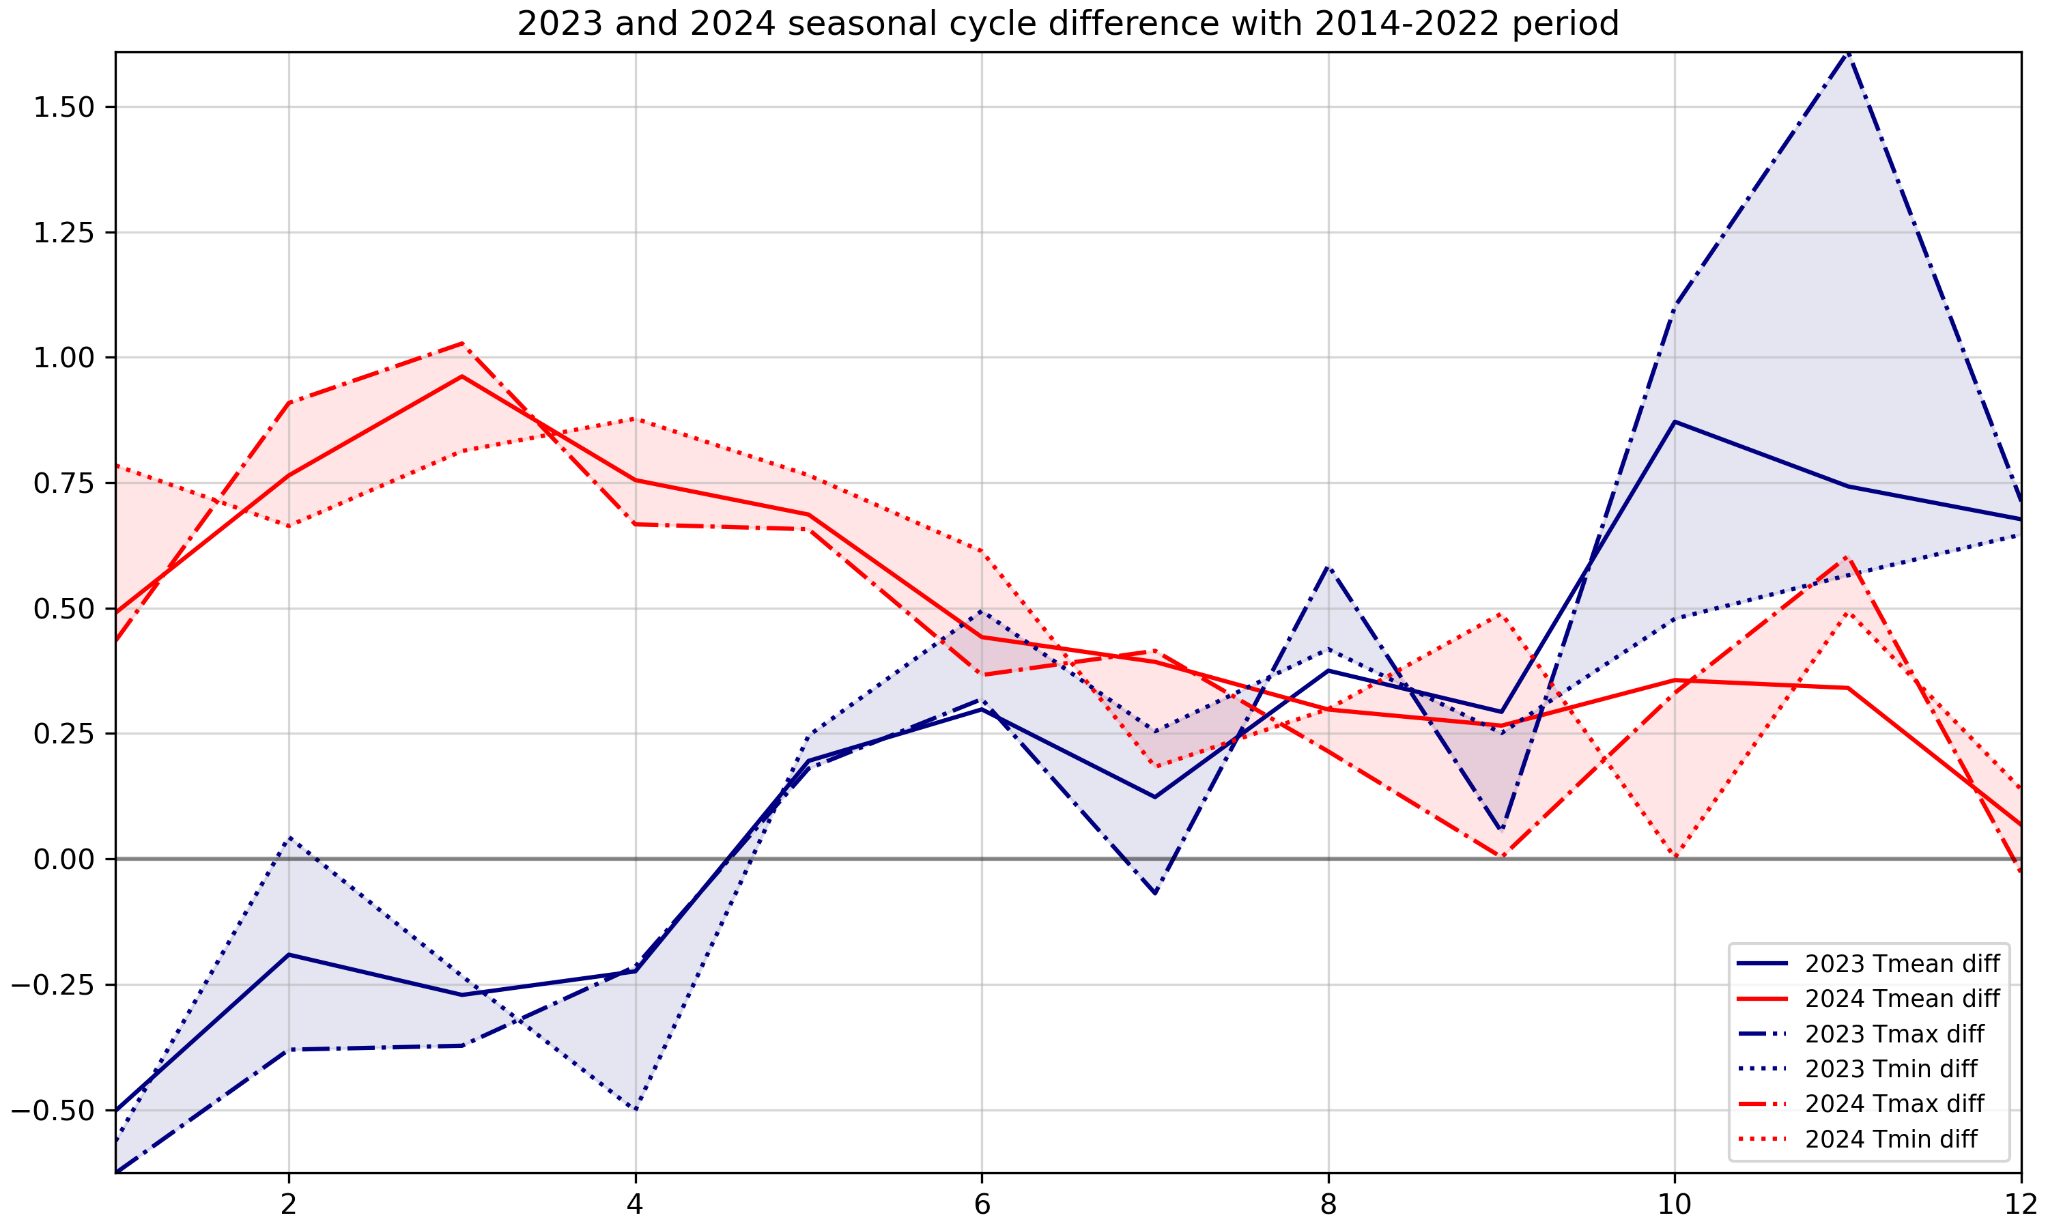 2023 and 2024 seasonal cycle difference with 2014-2022 period
1.50
1.25
1.00
0.75
0.50
0.25
0.00
−0.25
−0.50
2 4 6 8 10 12
2023 Tmean diff
2024 Tmean diff
2023 Tmax diff
2023 Tmin diff
2024 Tmax diff
2024 Tmin diff